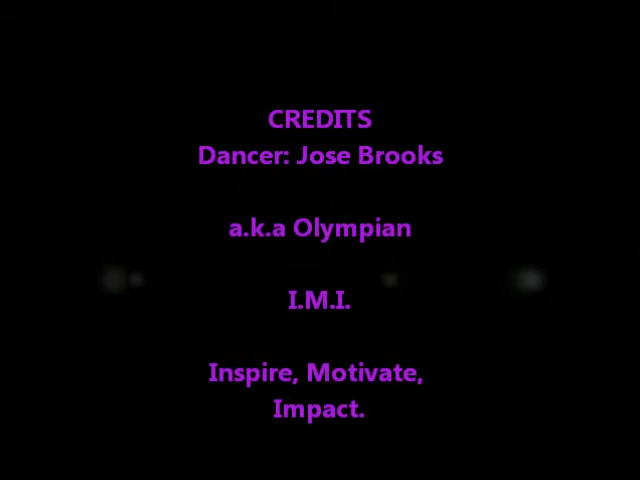 CREDITS
Dancer: Jose Brooks
a.k.a Olympian
I.M.I.
Inspire, Motivate,
Impact.